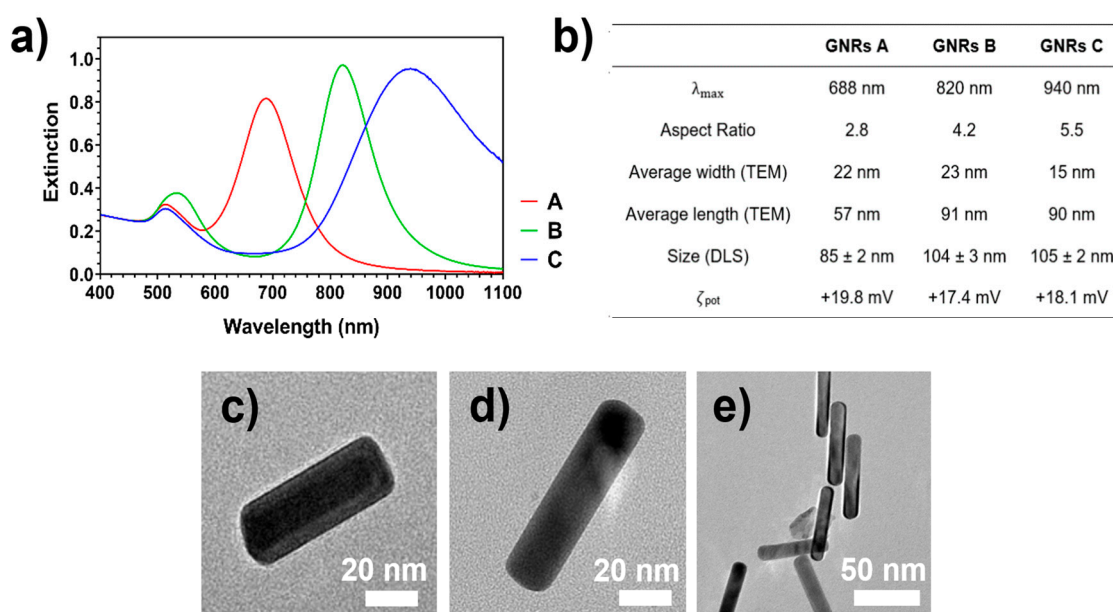 a)
1.0
0.8
0.6
0.4
0.2
0.0
Extinction
400 500 600 700 800 900 1000 1100
Wavelength (nm)
A
B
C
b)
GNRs A GNRs B GNRs C
λmax 688 nm 820 nm 940 nm
Aspect Ratio 2.8 4.2 5.5
Average width (TEM) 22 nm 23 nm 15 nm
Average length (TEM) 57 nm 91 nm 90 nm
Size (DLS) 85 ± 2 nm 104 ± 3 nm 105 ± 2 nm
ζpot +19.8 mV +17.4 mV +18.1 mV
c)
20 nm
d)
20 nm
e)
50 nm